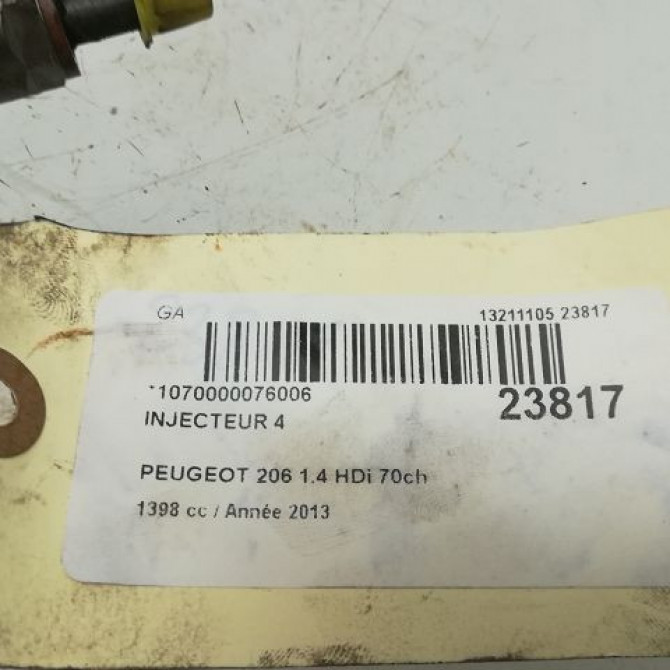 GA 13211105 23817
*1070000076006
23817
INJECTEUR 4
PEUGEOT 206 1.4 HDi 70ch
1398 cc / Année 2013